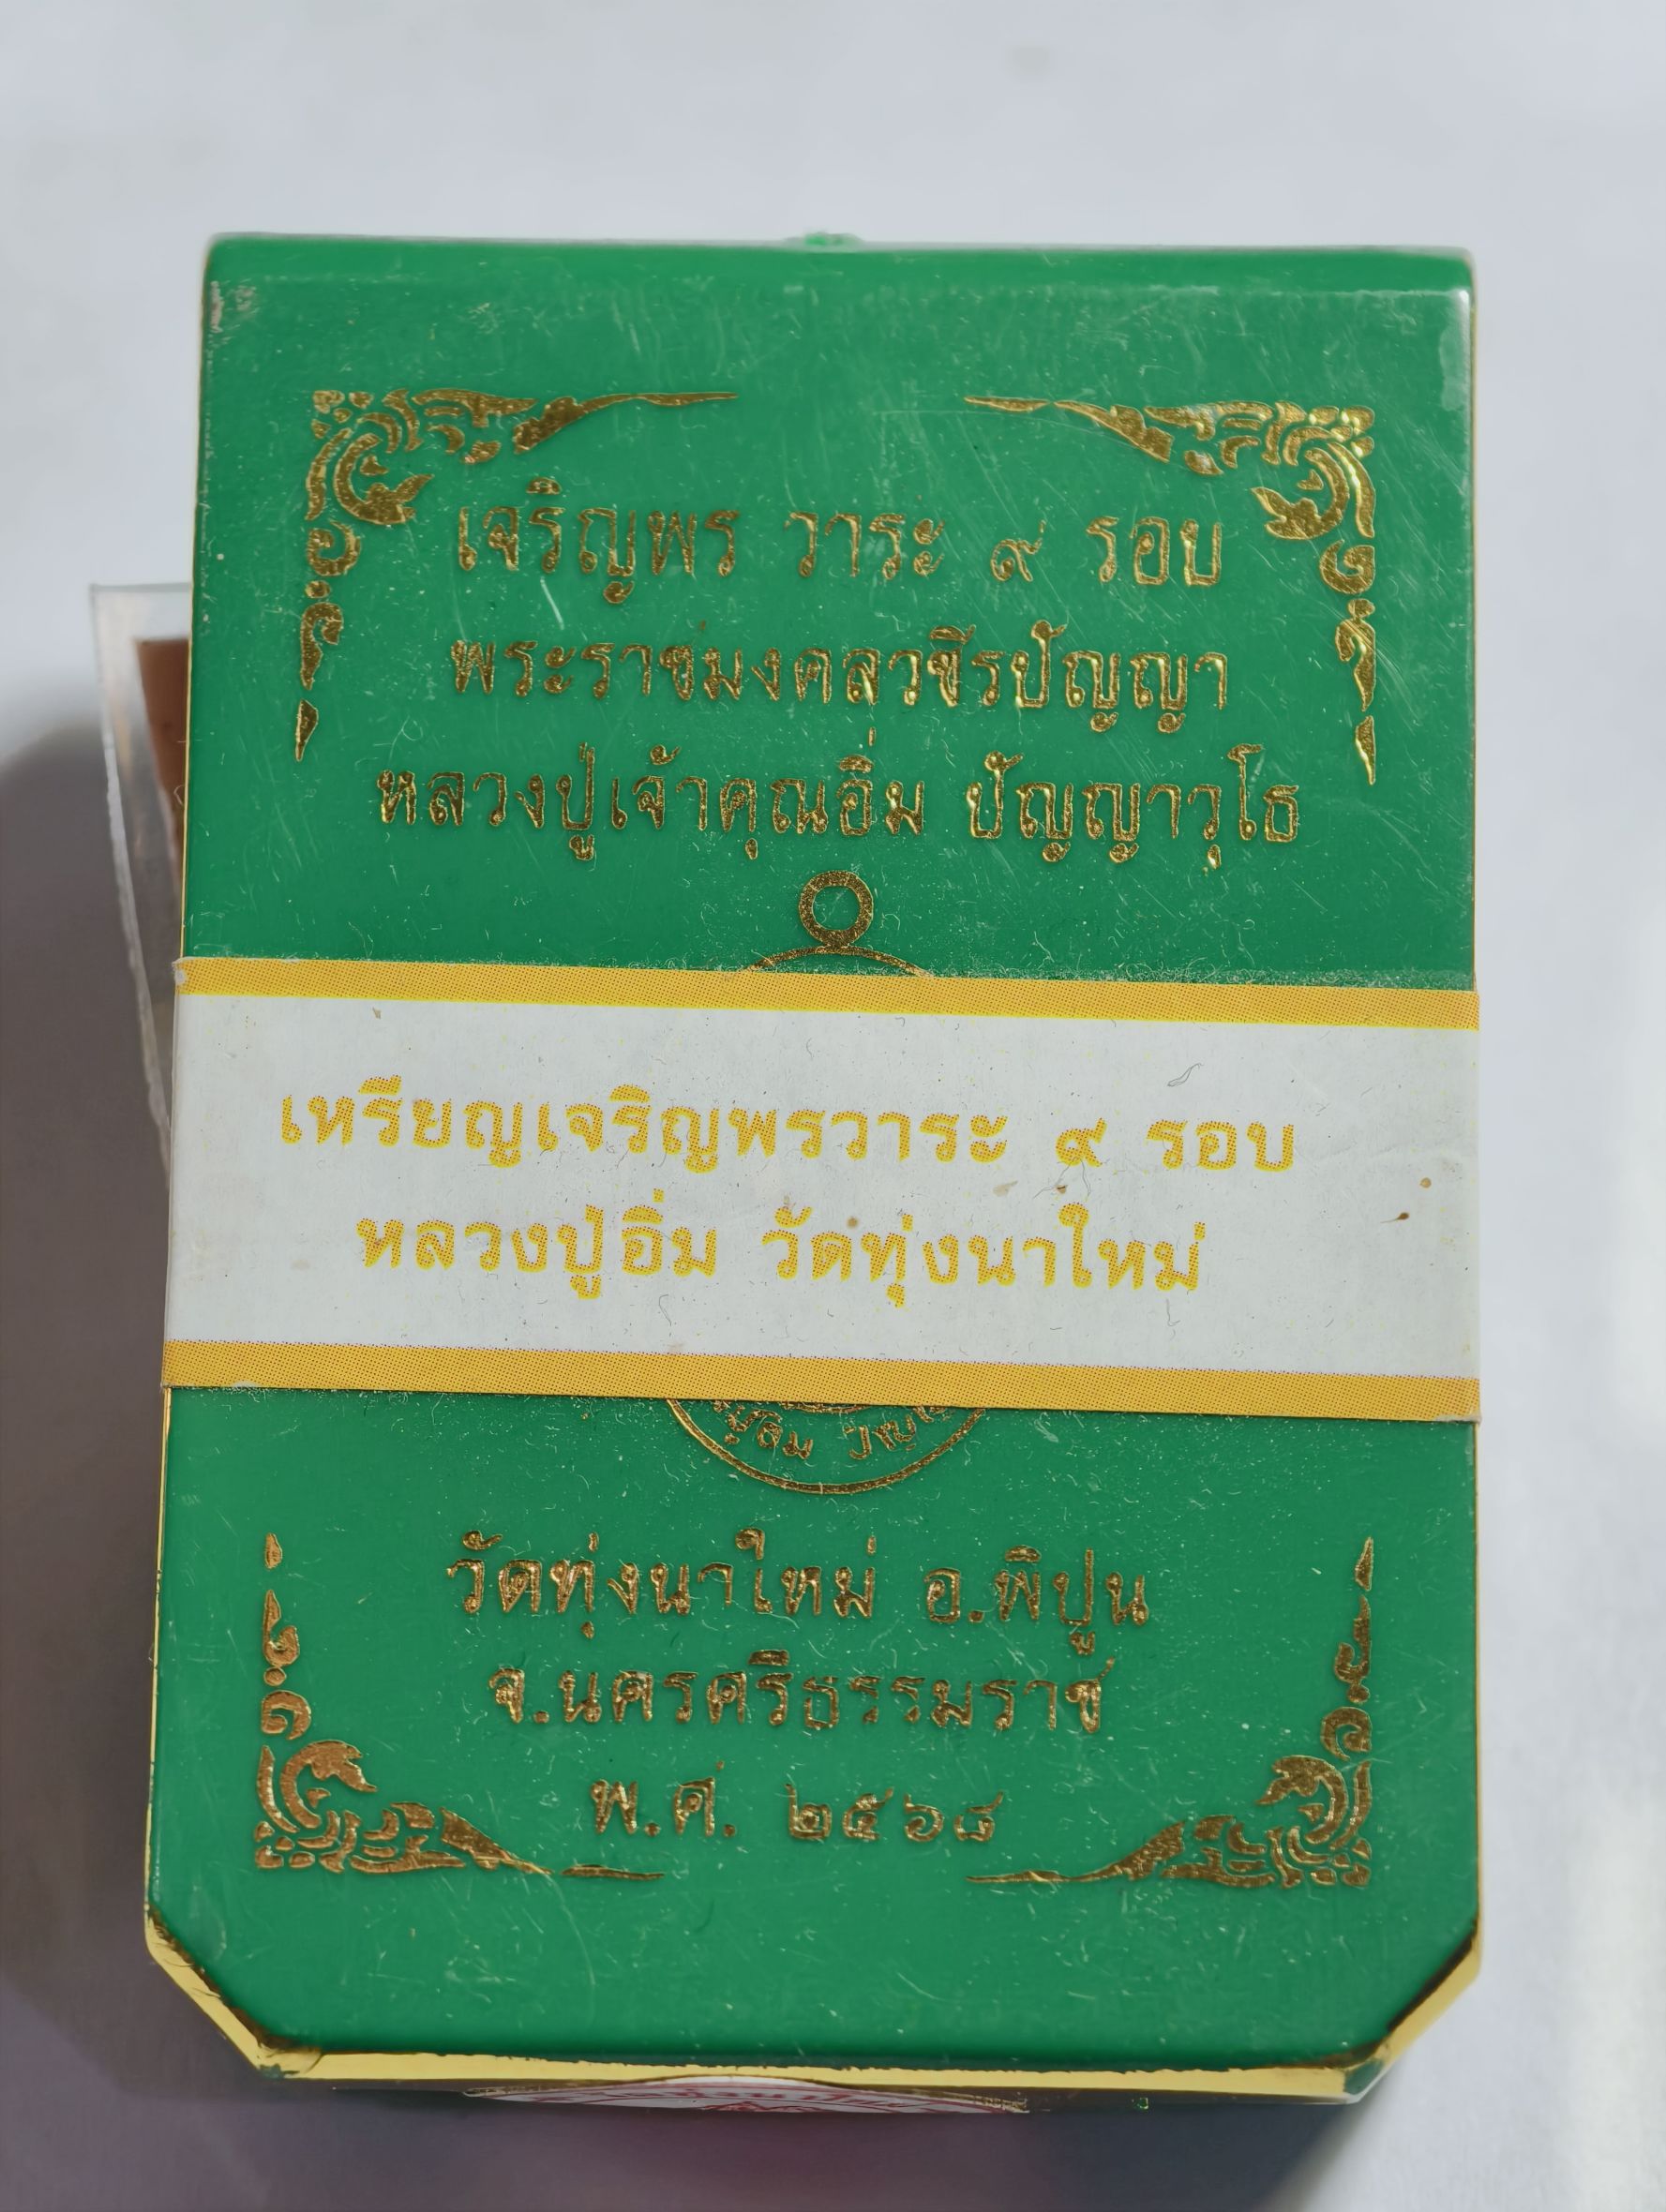 เจริญพร วาระ ๙ รอบ
พระราชมงคลวชีรปัญญา
หลวงปู่เจ้าคุณอิ่ม ปัญญาวุโธ
เหรียญเจริญพรวาระ ๙ รอบ
หลวงปู่อิ่ม วัดทุ่งนาใหม่
วัดทุ่งนาใหม่ อ.พิปูน
จ.นครศรีธรรมราช
พ.ศ. ๒๕๖๘